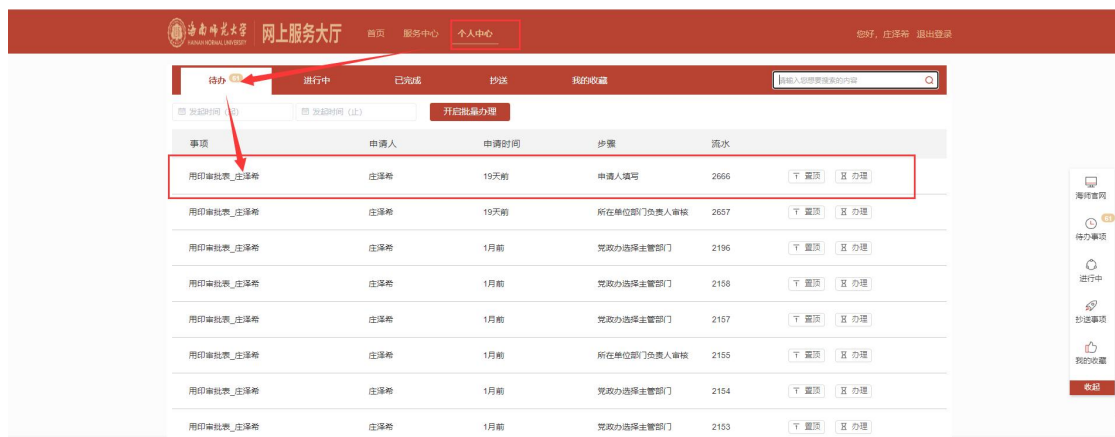 海南师范大学 网上服务大厅 首页 服务中心 个人中心 您好，庄泽希 退出登录
HAINAN NORMAL UNIVERSITY
待办 61 进行中 已完成 抄送 我的收藏 请输入您想要搜索的内容
发起时间（起） 发起时间（止） 开启批量办理
事项 申请人 申请时间 步骤 流水
用印审批表_庄泽希 庄泽希 19天前 申请人填写 2666 置顶 办理
用印审批表_庄泽希 庄泽希 19天前 所在单位部门负责人审核 2657 置顶 办理
用印审批表_庄泽希 庄泽希 1月前 党政办选择主管部门 2196 置顶 办理
用印审批表_庄泽希 庄泽希 1月前 党政办选择主管部门 2158 置顶 办理
用印审批表_庄泽希 庄泽希 1月前 党政办选择主管部门 2157 置顶 办理
用印审批表_庄泽希 庄泽希 1月前 所在单位部门负责人审核 2155 置顶 办理
用印审批表_庄泽希 庄泽希 1月前 党政办选择主管部门 2154 置顶 办理
用印审批表_庄泽希 庄泽希 1月前 党政办选择主管部门 2153 置顶 办理
海师官网
61
待办事项
进行中
抄送事项
我的收藏
收起